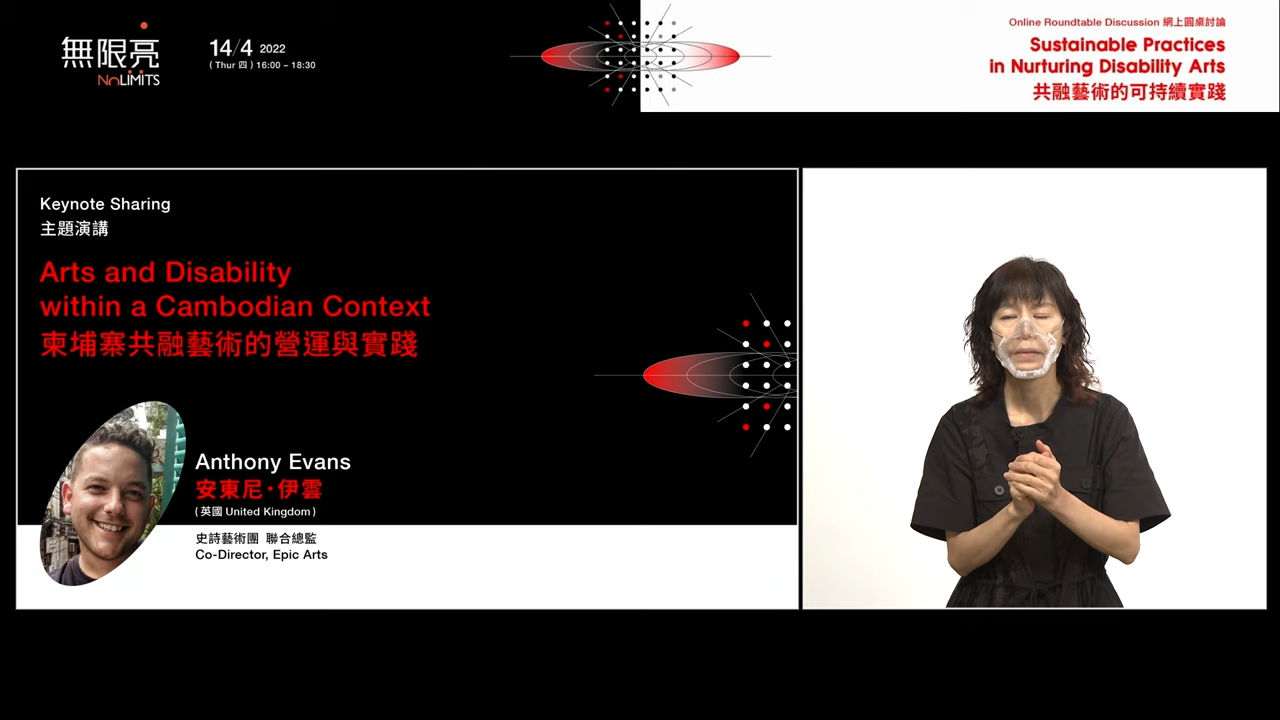 無限亮
NoLIMITS
14/4 2022
( Thur 四 ) 16:00 – 18:30
Online Roundtable Discussion 網上圓桌討論
Sustainable Practices
in Nurturing Disability Arts
共融藝術的可持續實踐
Keynote Sharing
主題演講
Arts and Disability
within a Cambodian Context
柬埔寨共融藝術的營運與實踐
Anthony Evans
安東尼·伊雲
( 英國 United Kingdom )
史詩藝術團 聯合總監
Co-Director, Epic Arts